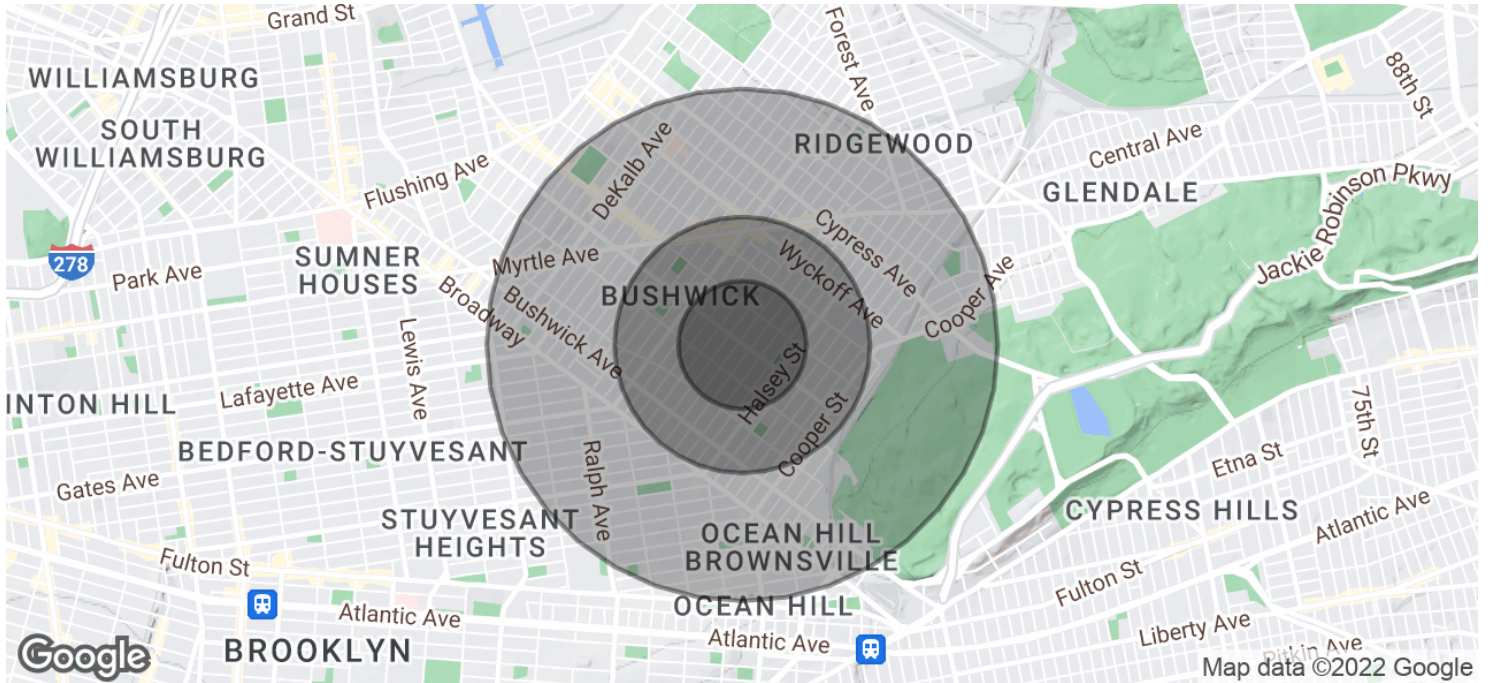 Grand St
Forest Ave
88th St
WILLIAMSBURG
SOUTH
WILLIAMSBURG
RIDGEWOOD
Central Ave
DeKalb Ave
Flushing Ave
GLENDALE
Jackie Robinson Pkwy
278
Park Ave
SUMNER
HOUSES
Myrtle Ave
Cypress Ave
Wyckoff Ave
Cooper Ave
BUSHWICK
Broadway
Bushwick Ave
Lewis Ave
Lafayette Ave
Halsey St
Cooper St
75th St
INTON HILL
BEDFORD-STUYVESANT
Ralph Ave
Gates Ave
Etna St
STUYVESANT
HEIGHTS
OCEAN HILL
BROWNSVILLE
CYPRESS HILLS
Atlantic Ave
Fulton St
Fulton St
Atlantic Ave
OCEAN HILL
Atlantic Ave
Liberty Ave
Pitkin Ave
BROOKLYN
Google
Map data ©2022 Google